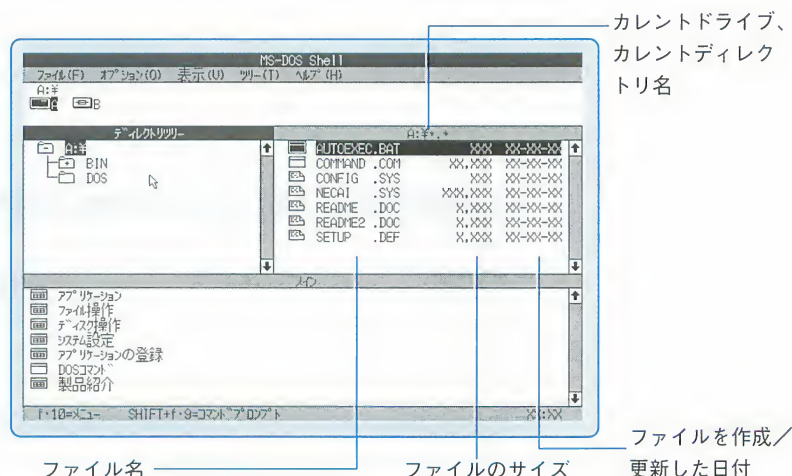 カレントドライブ、
カレントディレク
トリ名
MS-DOS Shell
ファイル(F) オプション(O) 表示(U) ツリー(T) ヘルプ(H)
A:¥
A B
ディレクトリツリー
A:¥
BIN
DOS
A:¥*.*
AUTOEXEC.BAT XXX XX-XX-XX
COMMAND .COM XX,XXX XX-XX-XX
CONFIG .SYS XXX XX-XX-XX
NECAI .SYS XXX,XXX XX-XX-XX
README .DOC X,XXX XX-XX-XX
README2 .DOC X,XXX XX-XX-XX
SETUP .DEF X,XXX XX-XX-XX
メイン
アプリケーション
ファイル操作
ディスク操作
システム設定
アプリケーションの登録
DOSコマンド
製品紹介
f・10=メニュー SHIFT+f・9=コマンドプロンプト XX:XX
ファイル名
ファイルのサイズ
ファイルを作成/
更新した日付